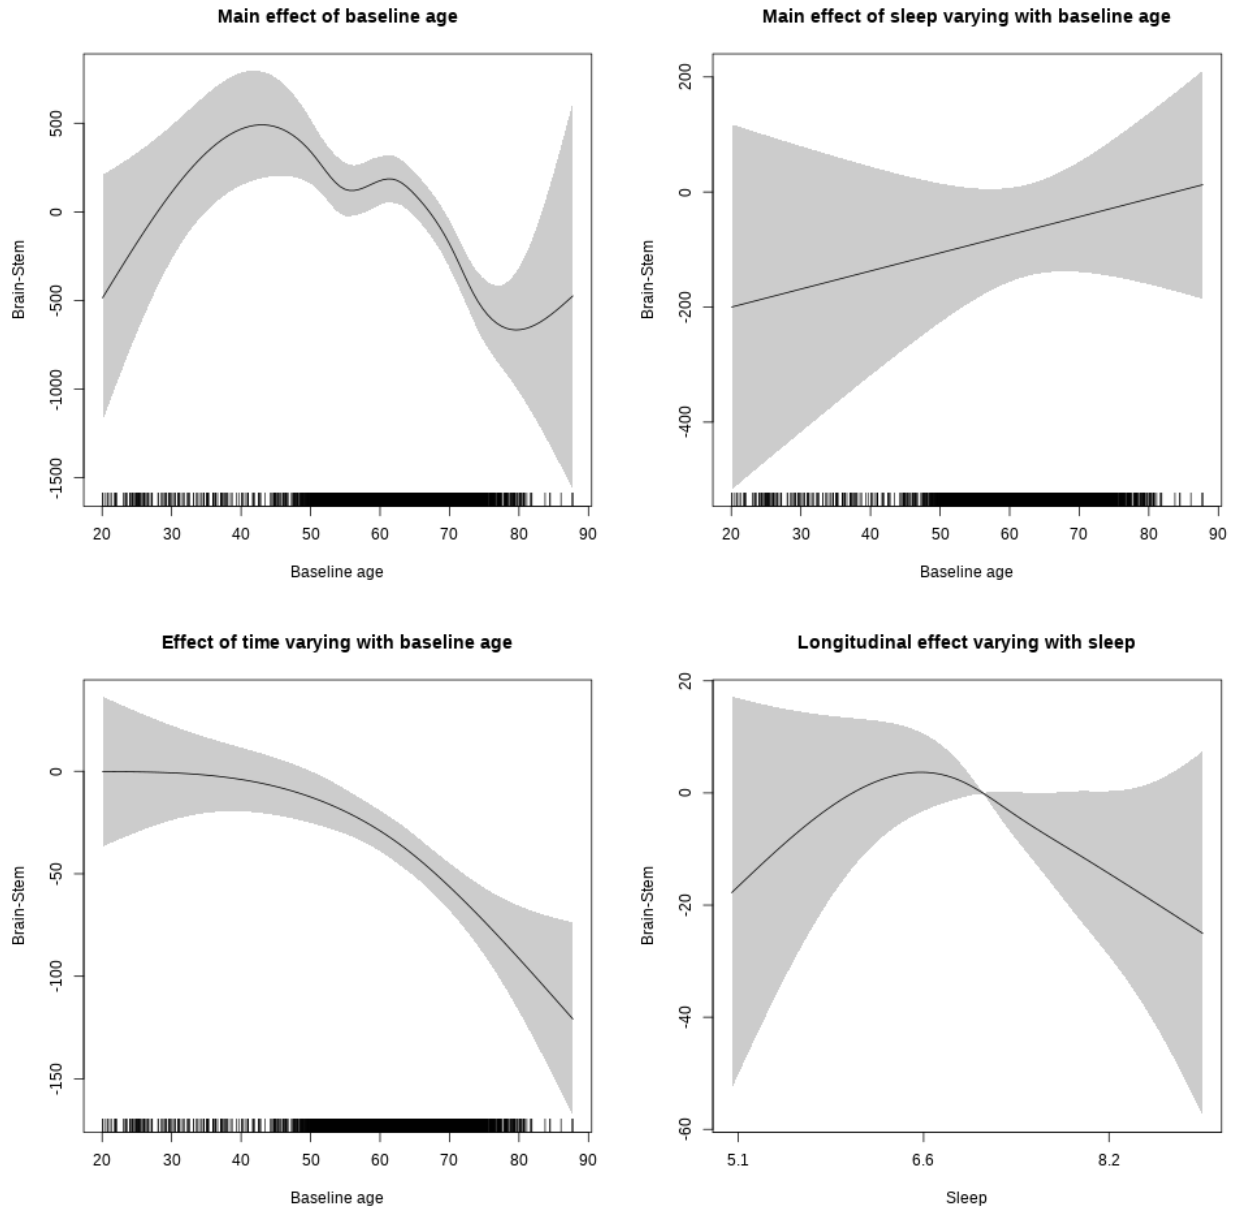 Main effect of baseline age
Brain-Stem
500
0
-500
-1000
-1500
20 30 40 50 60 70 80 90
Baseline age
Main effect of sleep varying with baseline age
Brain-Stem
200
0
-200
-400
20 30 40 50 60 70 80 90
Baseline age
Effect of time varying with baseline age
Brain-Stem
0
-50
-100
-150
20 30 40 50 60 70 80 90
Baseline age
Longitudinal effect varying with sleep
Brain-Stem
20
0
-20
-40
-60
5.1 6.6 8.2
Sleep